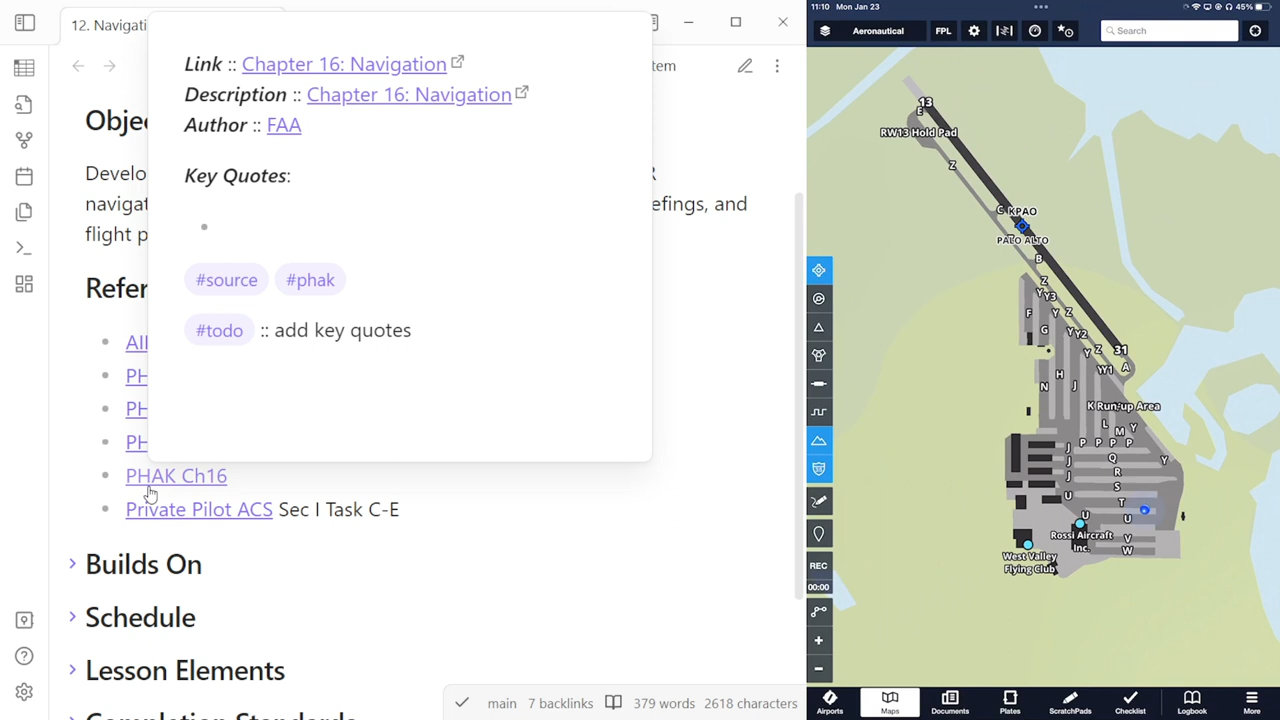 12. Navigati
Link :: Chapter 16: Navigation
Description :: Chapter 16: Navigation
Author :: FAA
Key Quotes:
#source #phak
#todo :: add key quotes
tem
Objec
Develo
R
navigat
efings, and
flight p
Refer
PH
PH
PH
PHAK Ch16
Private Pilot ACS Sec I Task C-E
Builds On
Schedule
Lesson Elements
main 7 backlinks 379 words 2618 characters
11:10 Mon Jan 23
45%
Aeronautical FPL Search
13
E
RW13 Hold Pad
Z
C KPAO
PALO ALTO
B
Z
Y Y3
F Y Z
G Y Y2
Y Z 31
Y Y1 A
H
N J
K Run-up Area
L
M Y
J P P P P
J Q Y
J R
U S
T
U U
Rossi Aircraft
Inc.
V
W
West Valley
Flying Club
REC
00:00
Airports Maps Documents Plates ScratchPads Checklist Logbook More